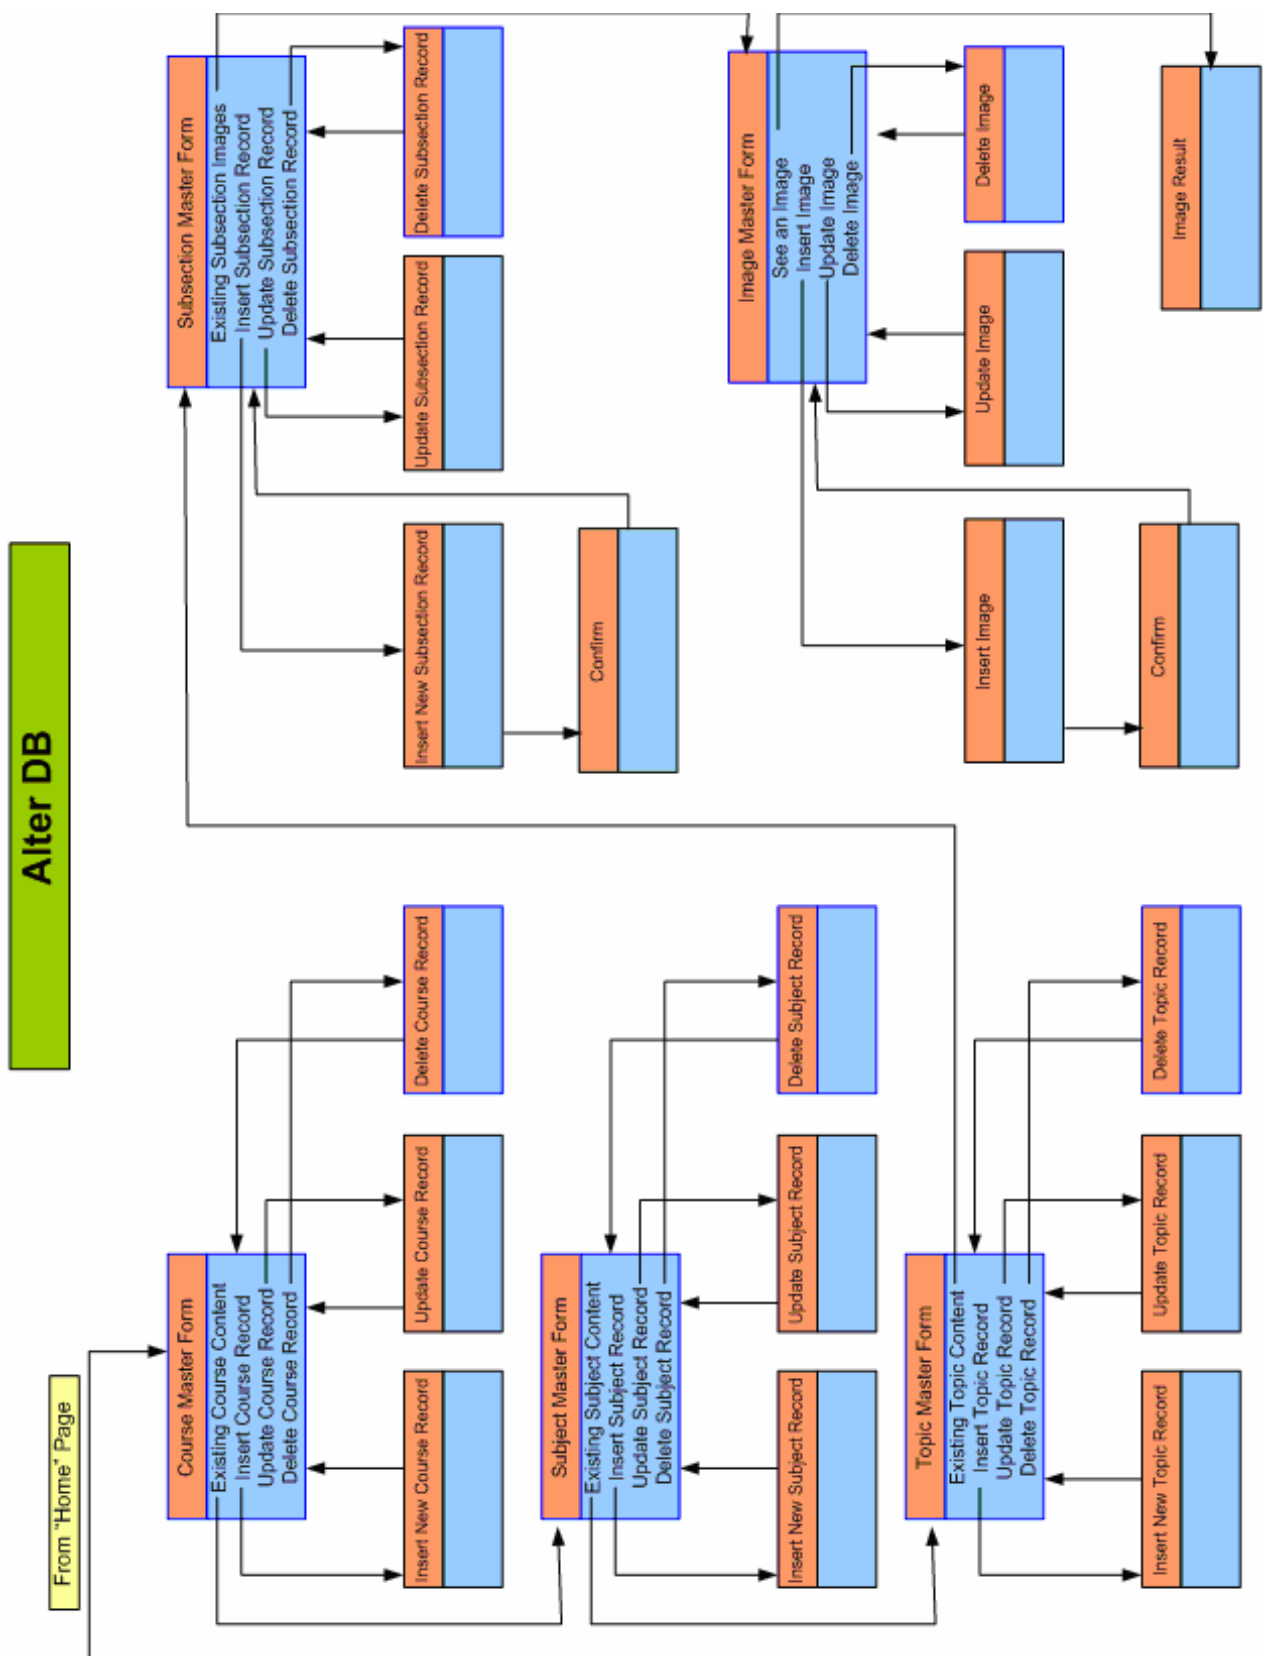 Alter DB
From "Home" Page
Course Master Form
Existing Course Content
Insert Course Record
Update Course Record
Delete Course Record
Insert New Course Record
Update Course Record
Delete Course Record
Subject Master Form
Existing Subject Content
Insert Subject Record
Update Subject Record
Delete Subject Record
Insert New Subject Record
Update Subject Record
Delete Subject Record
Topic Master Form
Existing Topic Content
Insert Topic Record
Update Topic Record
Delete Topic Record
Insert New Topic Record
Update Topic Record
Delete Topic Record
Subsection Master Form
Existing Subsection Images
Insert Subsection Record
Update Subsection Record
Delete Subsection Record
Insert New Subsection Record
Update Subsection Record
Delete Subsection Record
Confirm
Image Master Form
See an Image
Insert Image
Update Image
Delete Image
Insert Image
Update Image
Delete Image
Confirm
Image Result